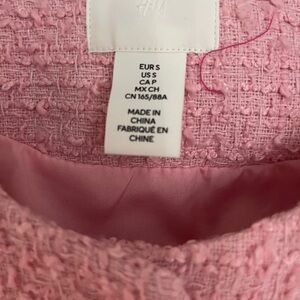 H&M
EUR S
US S
CA P
MX CH
CN 165/88A
MADE IN
CHINA
FABRIQUÉ EN
CHINE